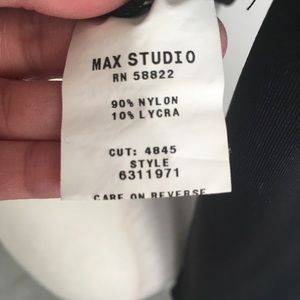 MAX STUDIO
RN 58822
90% NYLON
10% LYCRA
CUT: 4845
STYLE
6311971
CARE ON REVERSE